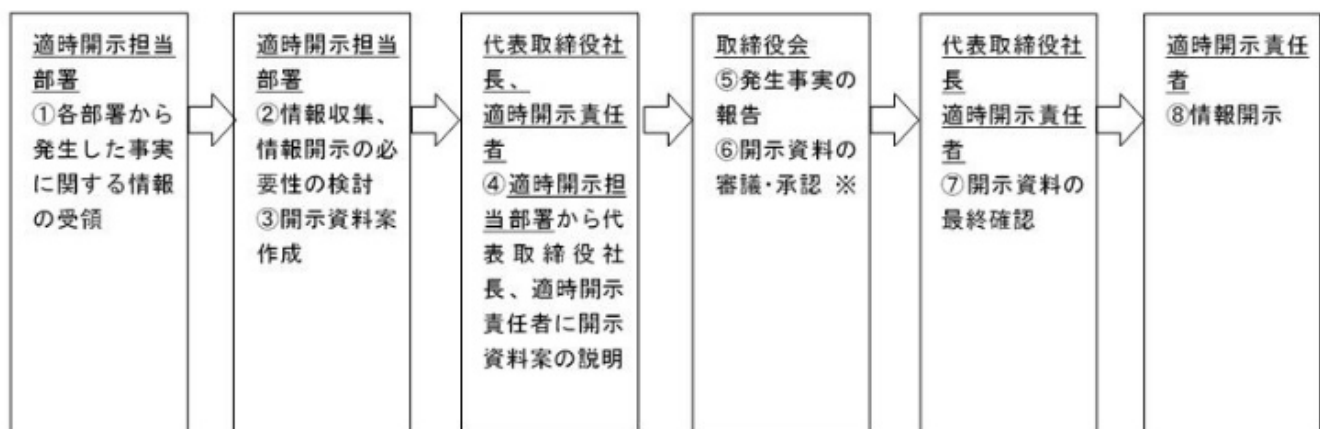 適時開示担当
部署
①各部署から
発生した事実
に関する情報
の受領
適時開示担当
部署
②情報収集、
情報開示の必
要性の検討
③開示資料案
作成
代表取締役社
長、
適時開示責任
者
④適時開示担
当部署から代
表取締役社
長、適時開示
責任者に開示
資料案の説明
取締役会
⑤発生事実の
報告
⑥開示資料の
審議・承認 ※
代表取締役社
長
適時開示責任
者
⑦開示資料の
最終確認
適時開示責任
者
⑧情報開示